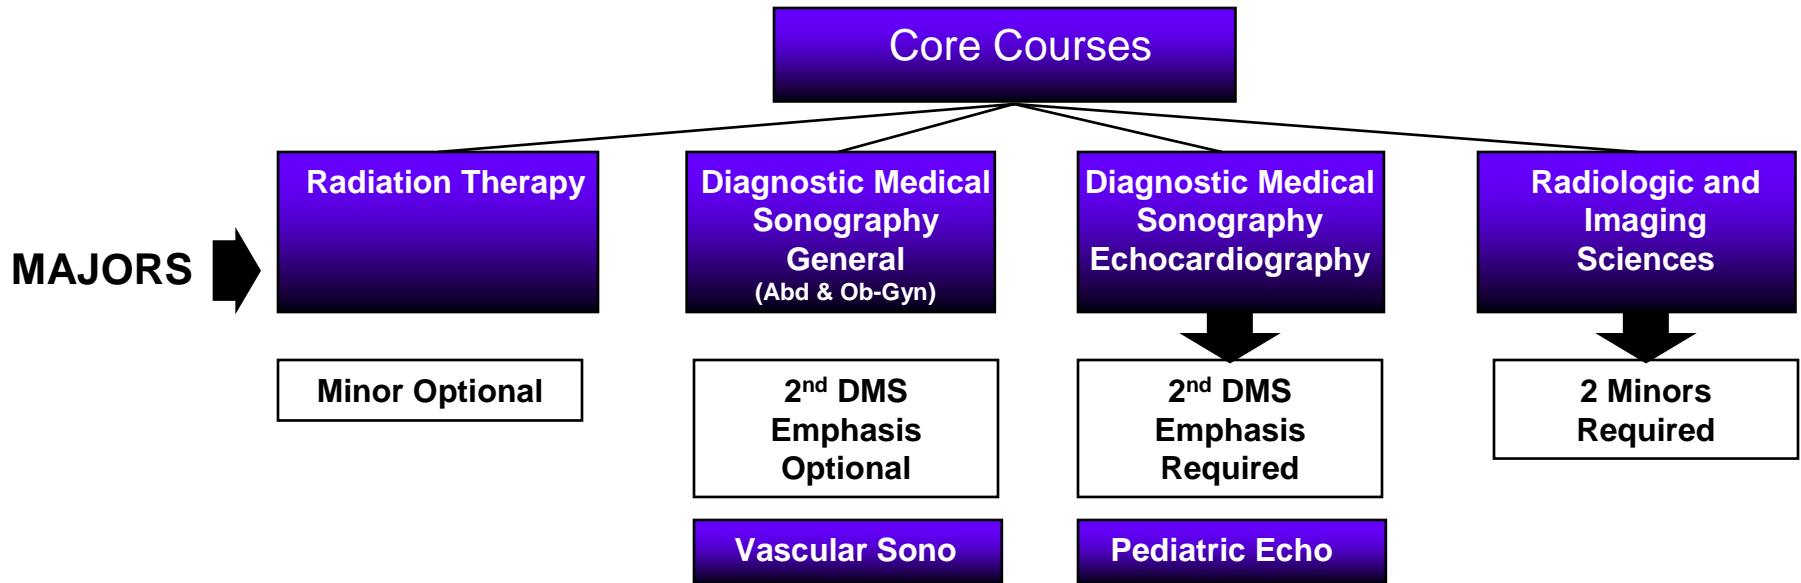 Core Courses
MAJORS
Radiation Therapy
Diagnostic Medical
Sonography
General
(Abd & Ob-Gyn)
Diagnostic Medical
Sonography
Echocardiography
Radiologic and
Imaging
Sciences
Minor Optional
2nd DMS
Emphasis
Optional
2nd DMS
Emphasis
Required
2 Minors
Required
Vascular Sono
Pediatric Echo